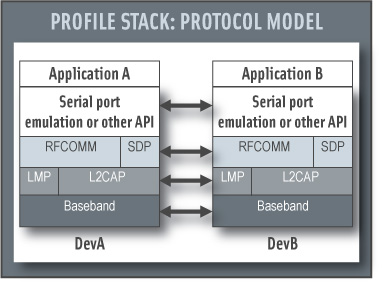 PROFILE STACK: PROTOCOL MODEL
Application A
Serial port
emulation or other API
RFCOMM SDP
LMP L2CAP
Baseband
DevA
Application B
Serial port
emulation or other API
RFCOMM SDP
LMP L2CAP
Baseband
DevB